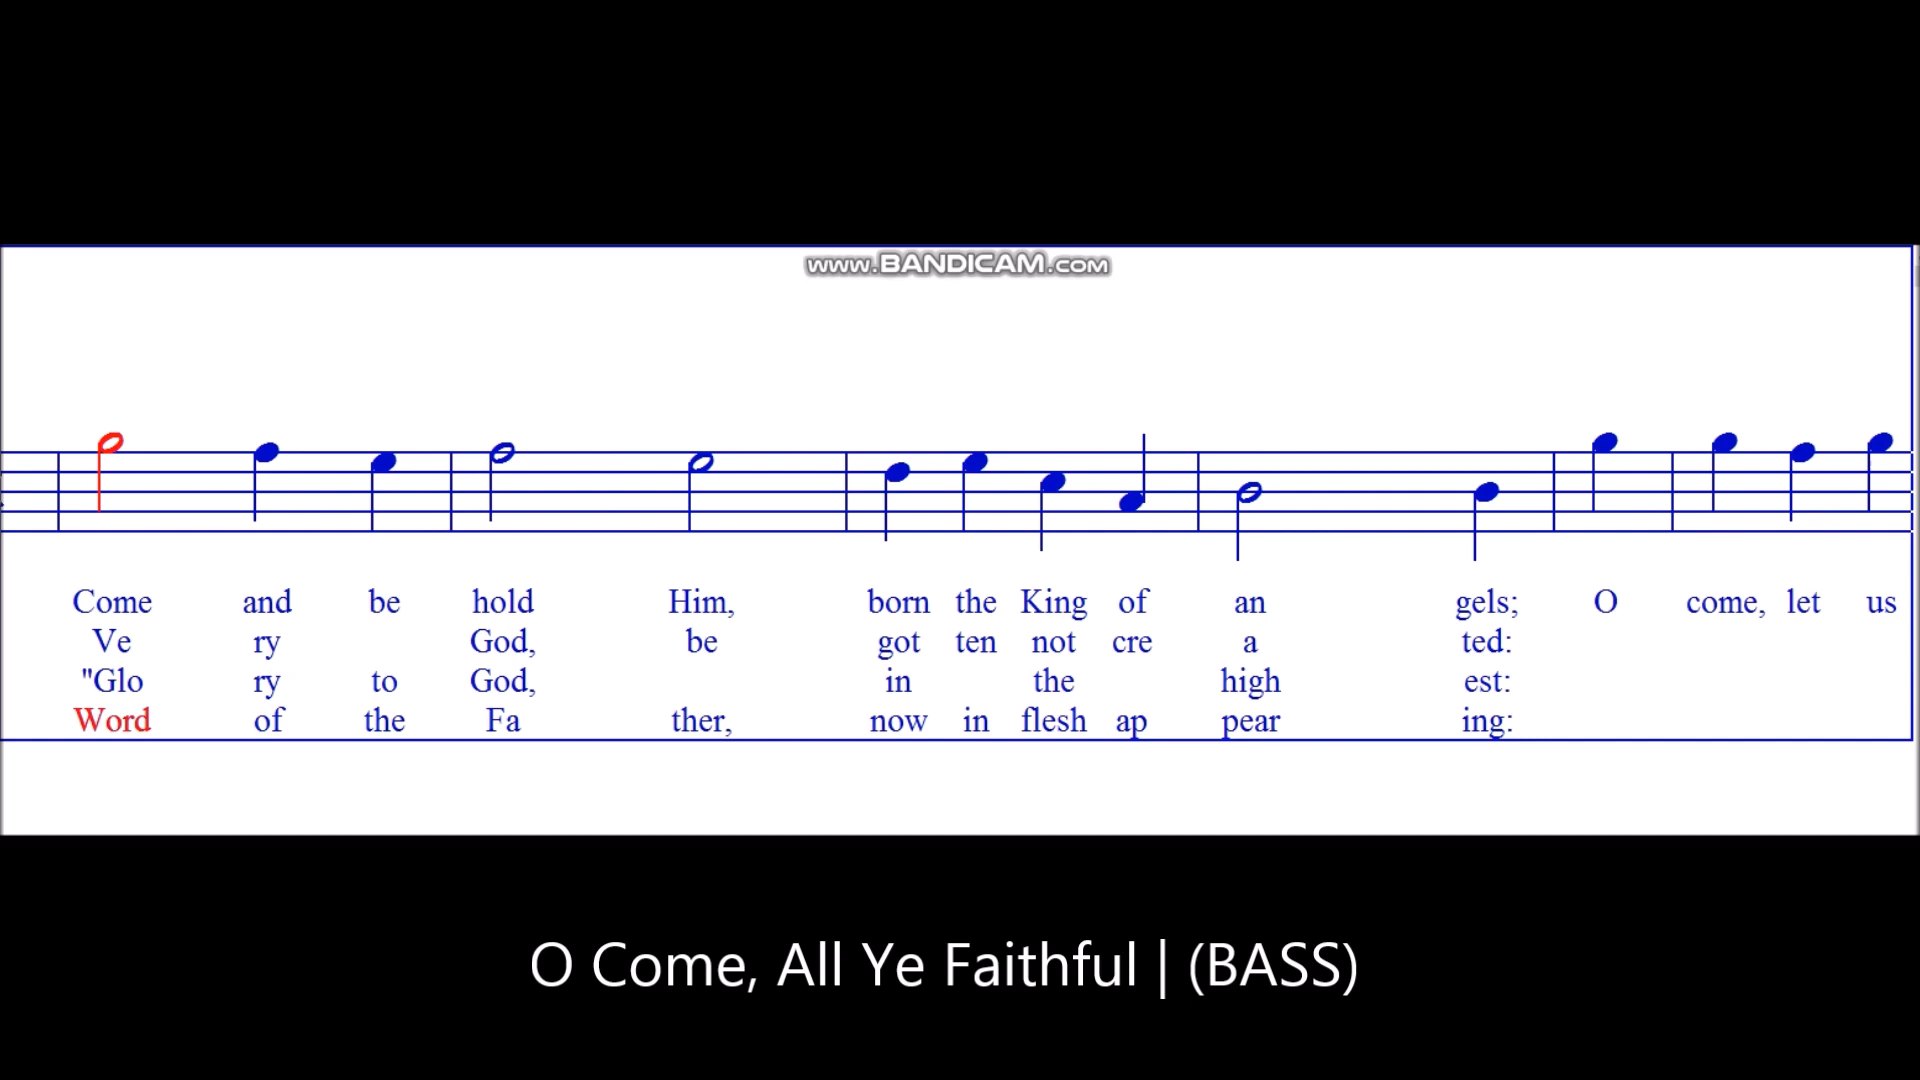 www.BANDICAM.com
Come and be hold Him, born the King of an gels; O come, let us
Ve ry God, be got ten not cre a ted:
"Glo ry to God, in the high est:
Word of the Fa ther, now in flesh ap pear ing:
O Come, All Ye Faithful | (BASS)